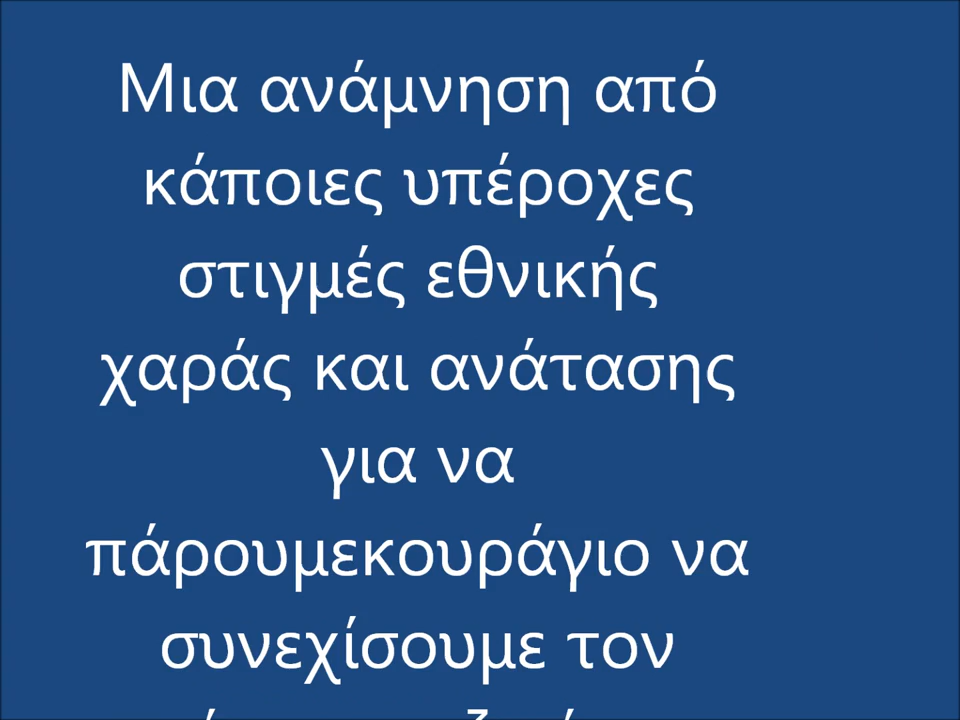 Μια ανάμνηση από
κάποιες υπέροχες
στιγμές εθνικής
χαράς και ανάτασης
για να
πάρουμεκουράγιο να
συνεχίσουμε τον